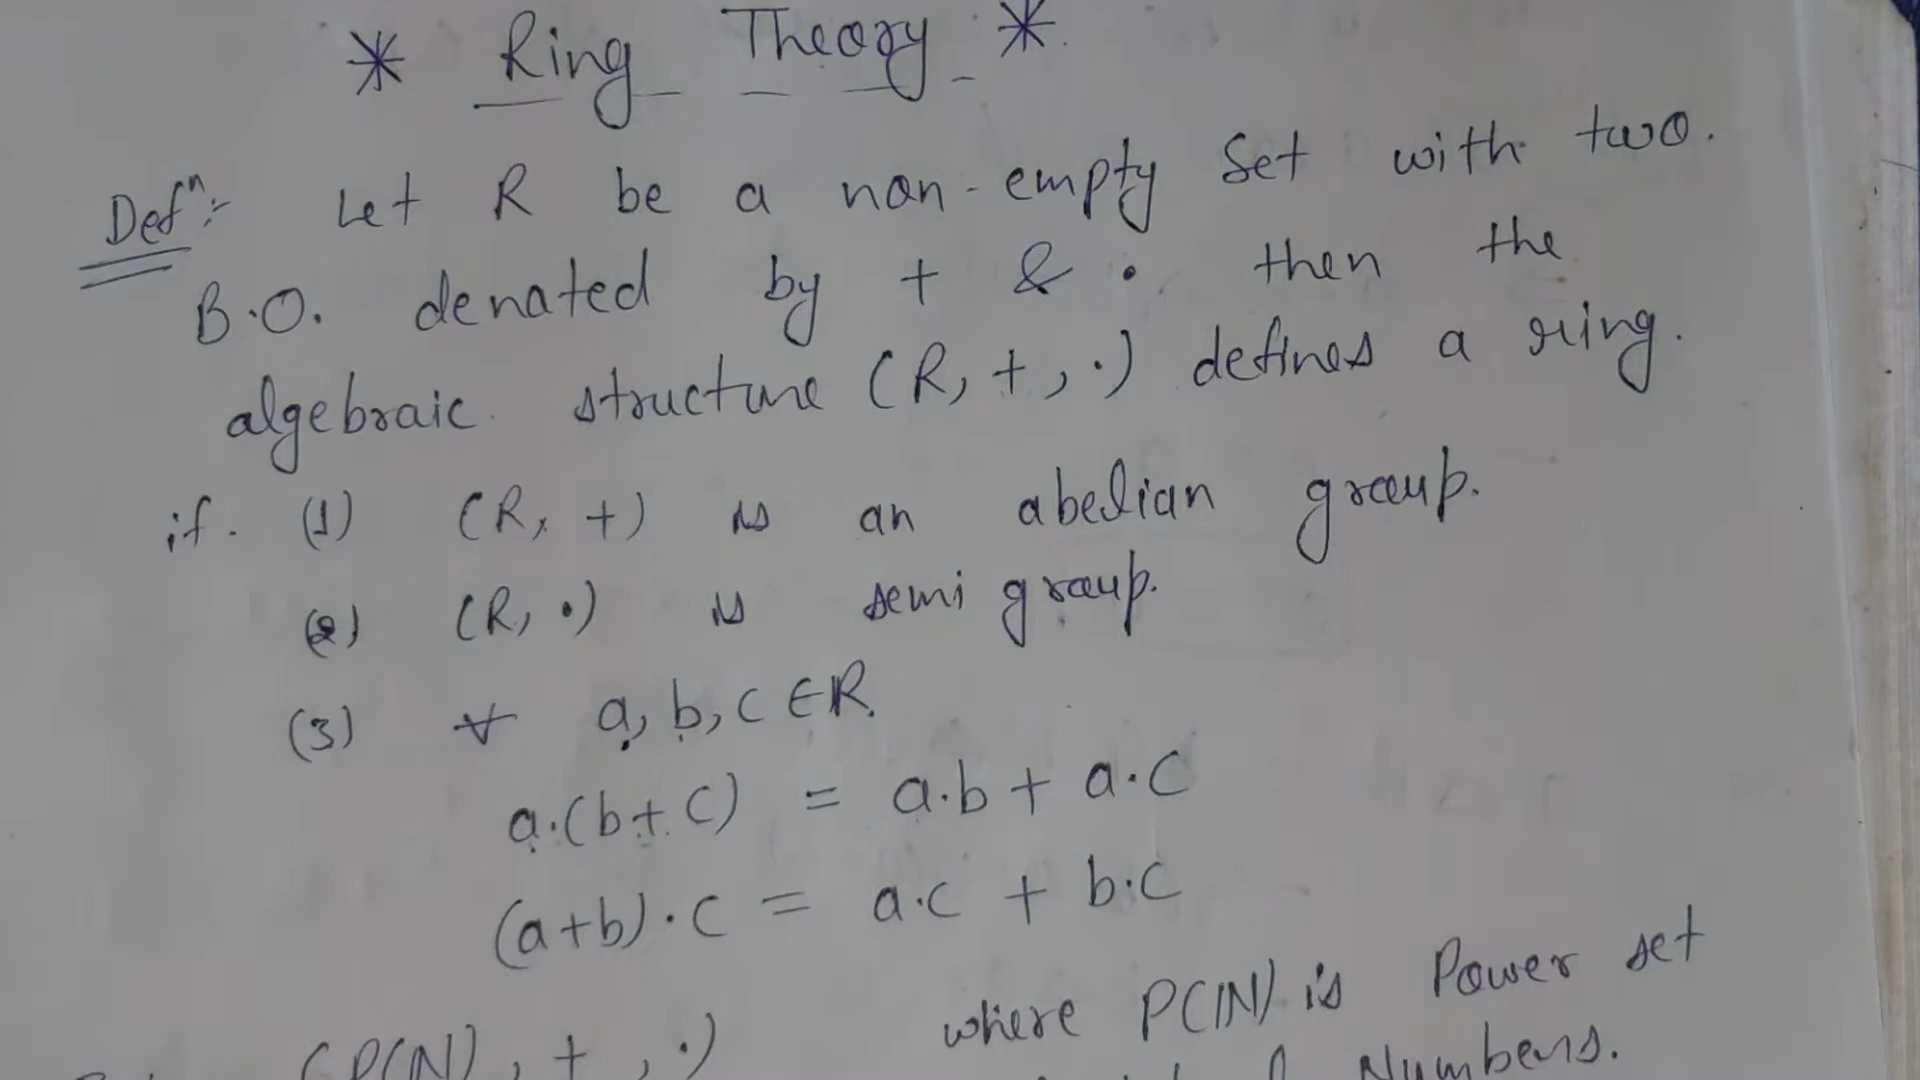 * Ring Theory *
Defⁿ:- Let R be a non-empty Set with two.
B.O. denated by + & • then the
algebraic structure (R, +, ·) defines a ring.
if. (1) (R, +) is an abelian group.
(2) (R, •) is semi group.
(3) ∀ a, b, c ∈ R.
a.(b+c) = a.b + a.c
(a+b)·c = a.c + b.c
(P(N), +, ·) where P(N) is Power set
Numbers.